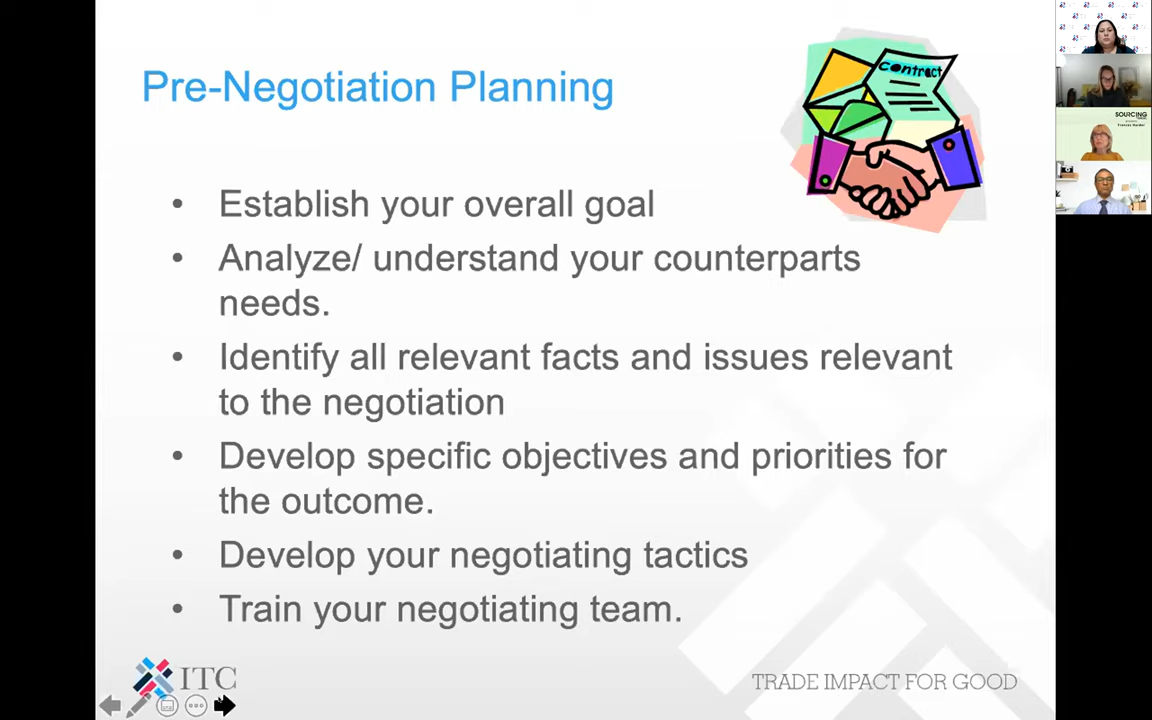 Pre-Negotiation Planning
contract
• Establish your overall goal
• Analyze/ understand your counterparts
needs.
• Identify all relevant facts and issues relevant
to the negotiation
• Develop specific objectives and priorities for
the outcome.
• Develop your negotiating tactics
• Train your negotiating team.
ITC
TRADE IMPACT FOR GOOD
SOURCING